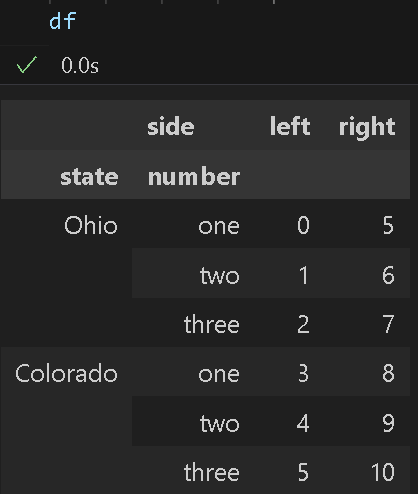 df
0.0s
side left right
state number
Ohio one 0 5
two 1 6
three 2 7
Colorado one 3 8
two 4 9
three 5 10